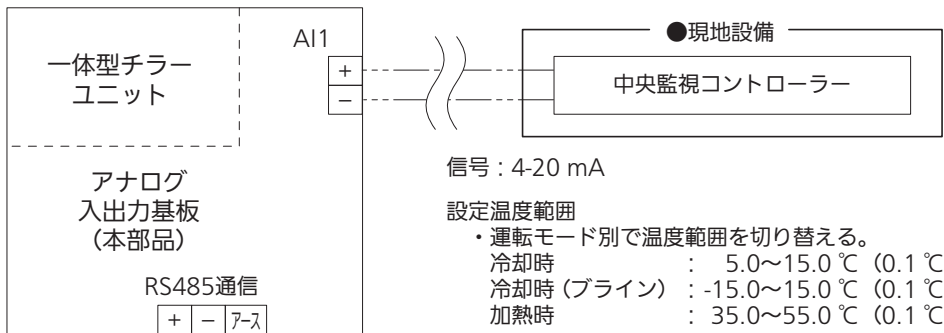 一体型チラー
ユニット
AI1
+
−
アナログ
入出力基板
(本部品)
RS485通信
+ − アース
●現地設備
中央監視コントローラー
信号:4-20 mA
設定温度範囲
・運転モード別で温度範囲を切り替える。
冷却時 : 5.0~15.0 ℃ (0.1 ℃
冷却時(ブライン) : -15.0~15.0 ℃ (0.1 ℃
加熱時 : 35.0~55.0 ℃ (0.1 ℃